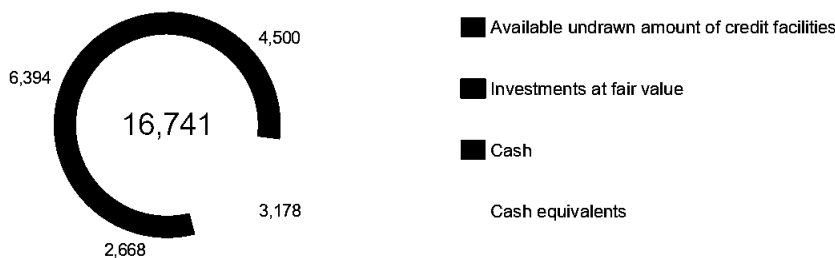 4,500
6,394
16,741
3,178
2,668
Available undrawn amount of credit facilities
Investments at fair value
Cash
Cash equivalents